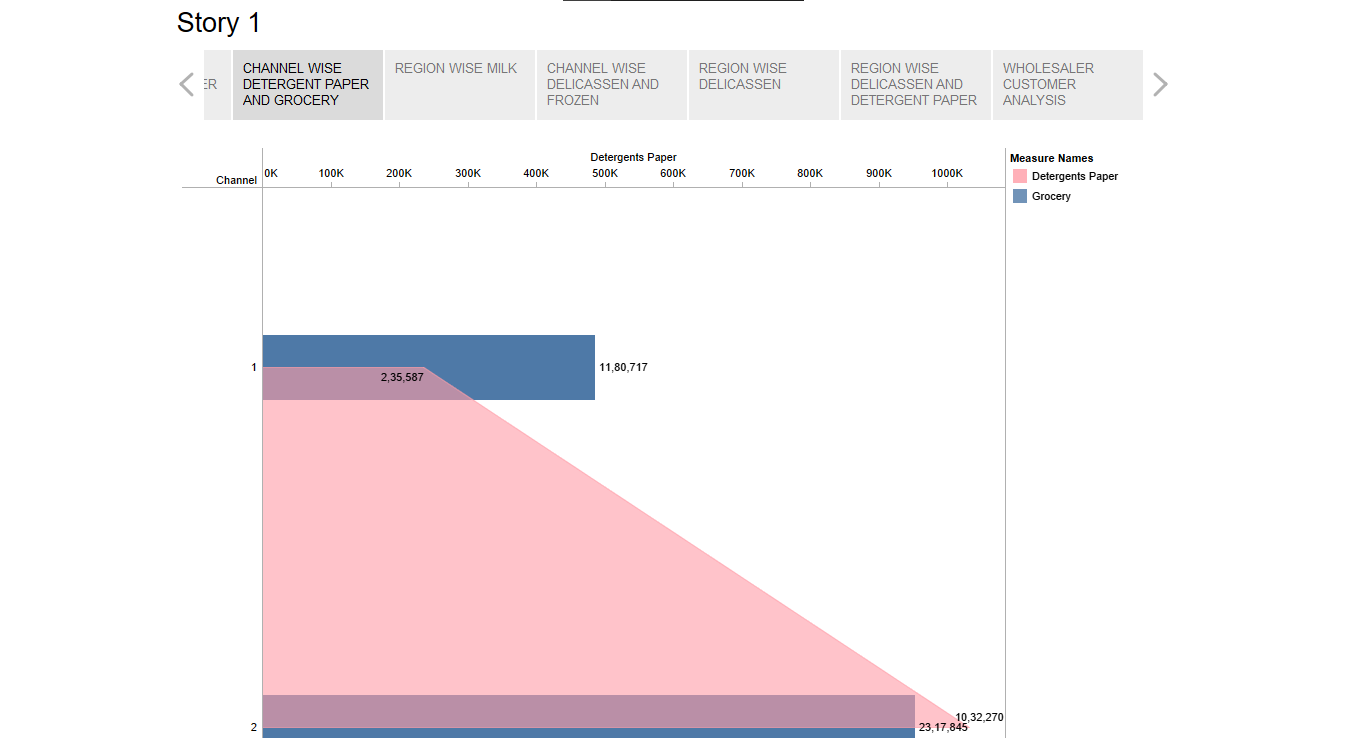 Story 1
ER
CHANNEL WISE
DETERGENT PAPER
AND GROCERY
REGION WISE MILK
CHANNEL WISE
DELICASSEN AND
FROZEN
REGION WISE
DELICASSEN
REGION WISE
DELICASSEN AND
DETERGENT PAPER
WHOLESALER
CUSTOMER
ANALYSIS
Detergents Paper
Channel
0K 100K 200K 300K 400K 500K 600K 700K 800K 900K 1000K
Measure Names
Detergents Paper
Grocery
1
11,80,717
2,35,587
10,32,270
2
23,17,845